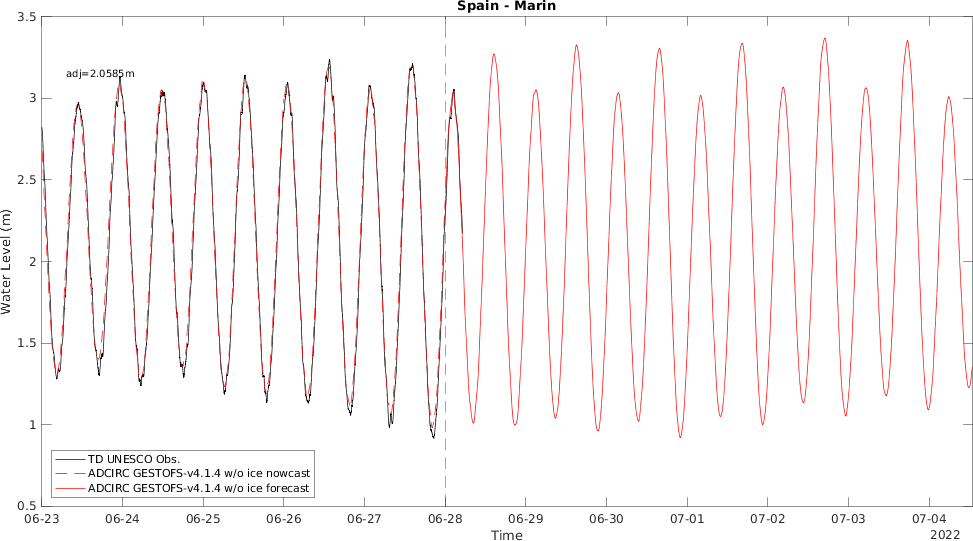 Spain - Marin
3.5
adj=2.0585m
3
2.5
2
1.5
1
0.5
Water Level (m)
TD UNESCO Obs.
ADCIRC GESTOFS-v4.1.4 w/o ice nowcast
ADCIRC GESTOFS-v4.1.4 w/o ice forecast
06-23 06-24 06-25 06-26 06-27 06-28 06-29 06-30 07-01 07-02 07-03 07-04
Time
2022